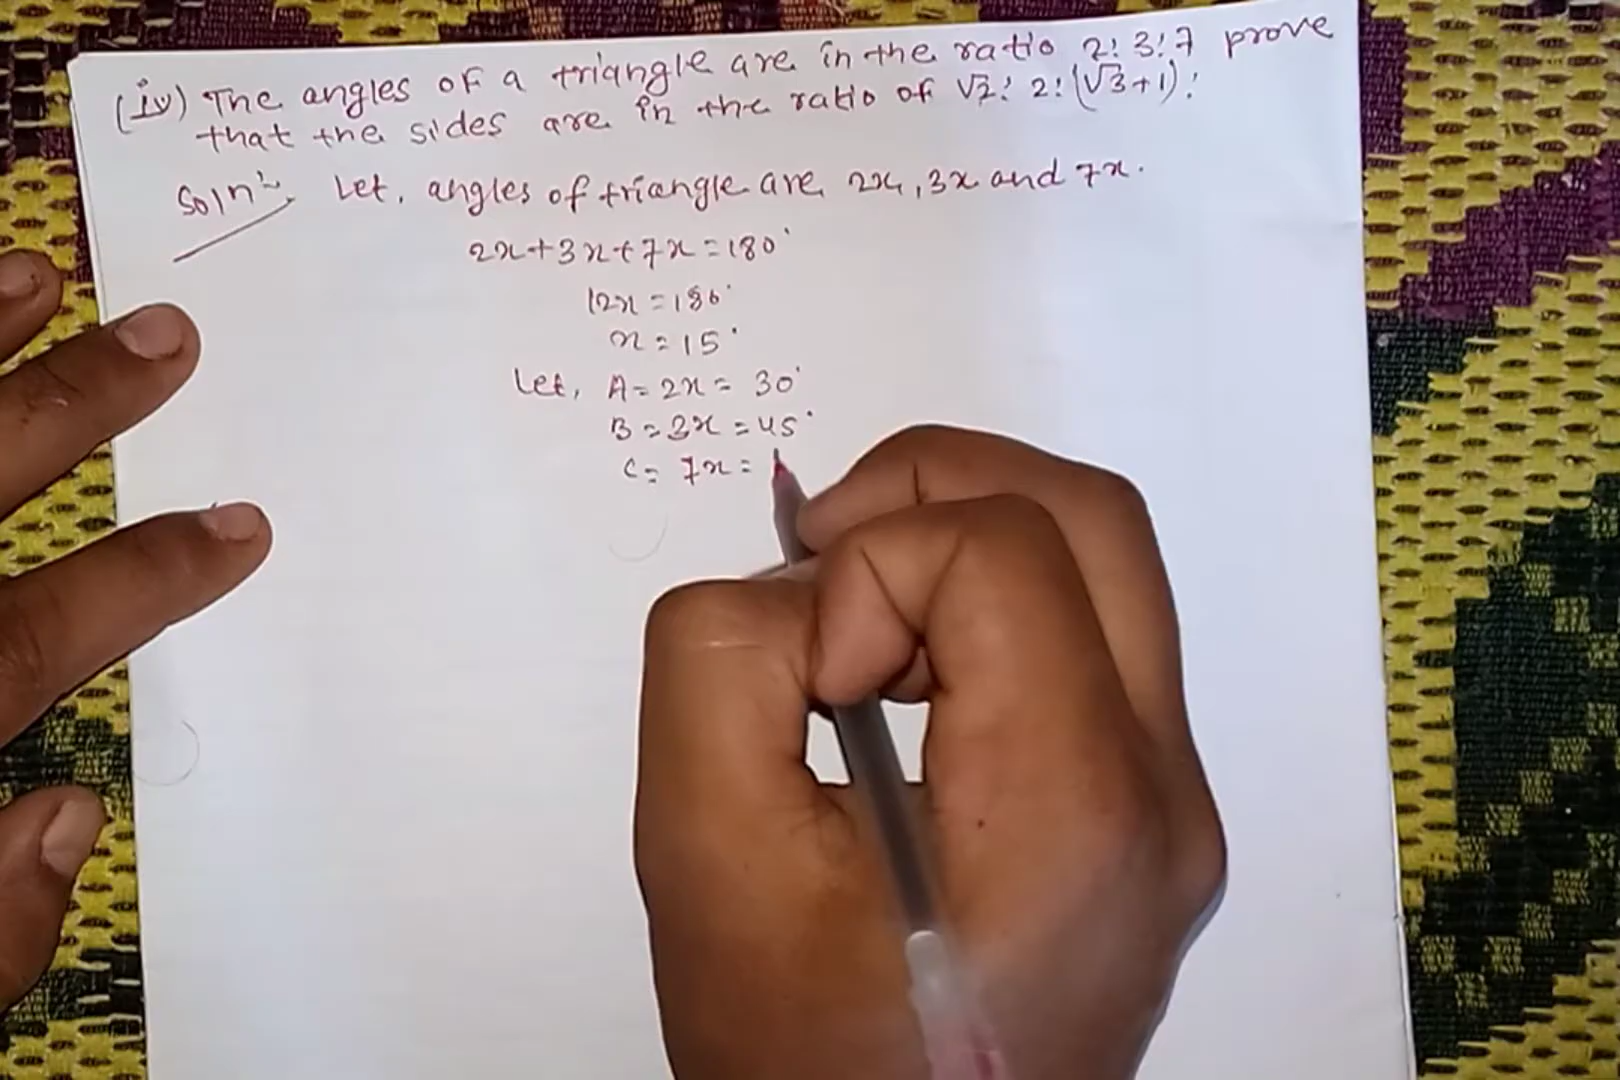 (iv) The angles of a triangle are in the ratio 2:3:7 prove
that the sides are in the ratio of √2:2:(√3+1):
Soln: Let, angles of triangle are 2x, 3x and 7x.
2x+3x+7x=180°
12x=180°
x=15°
Let, A=2x=30°
B=3x=45°
C=7x=